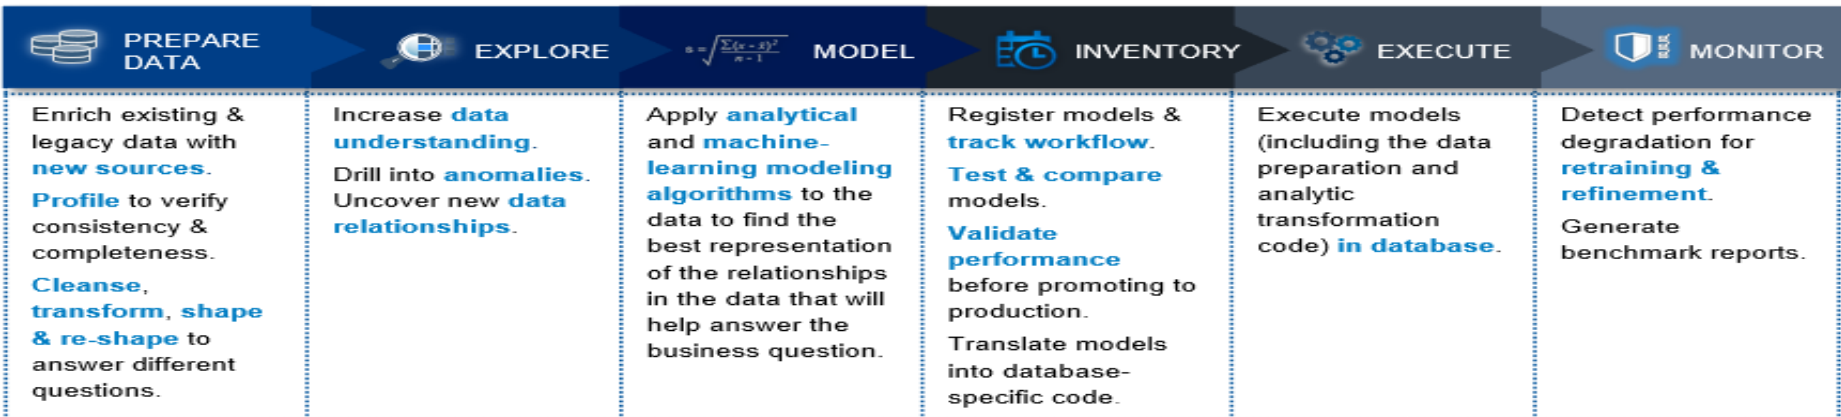 PREPARE
DATA
EXPLORE
MODEL
INVENTORY
EXECUTE
MONITOR
Enrich existing &
legacy data with
new sources.
Profile to verify
consistency &
completeness.
Cleanse,
transform, shape
& re-shape to
answer different
questions.
Increase data
understanding.
Drill into anomalies.
Uncover new data
relationships.
s=√Σ(x - x̄)²
n - 1
Apply analytical
and machine-
learning modeling
algorithms to the
data to find the
best representation
of the relationships
in the data that will
help answer the
business question.
Register models &
track workflow.
Test & compare
models.
Validate
performance
before promoting to
production.
Translate models
into database-
specific code.
Execute models
(including the data
preparation and
analytic
transformation
code) in database.
Detect performance
degradation for
retraining &
refinement.
Generate
benchmark reports.